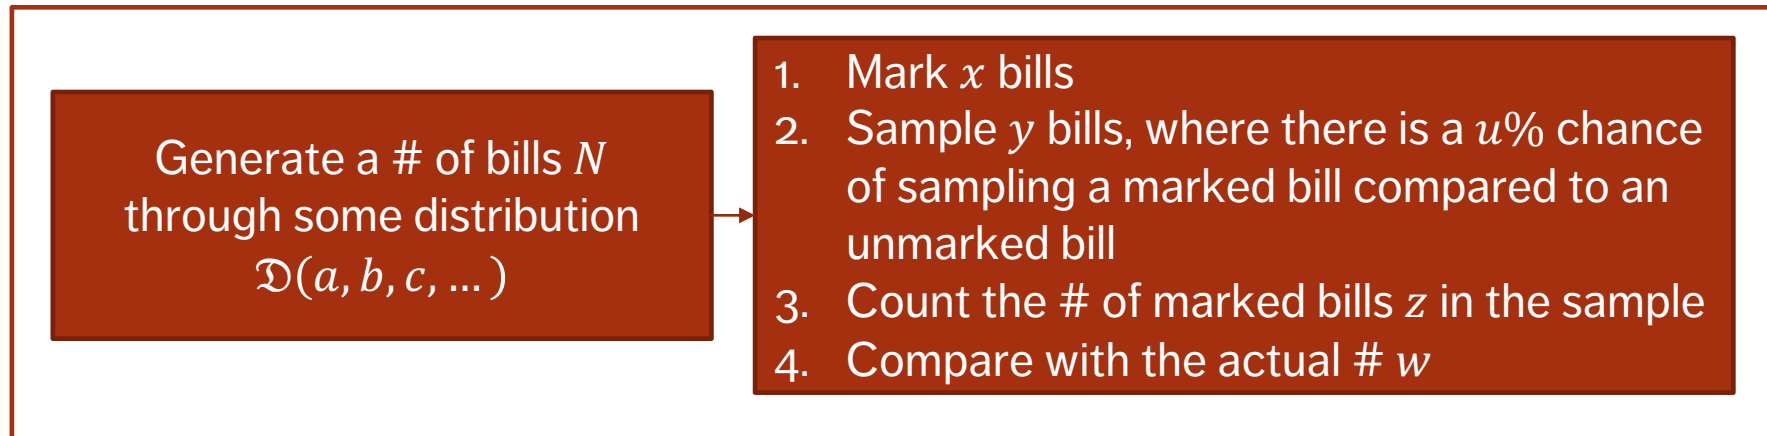 Generate a # of bills 𝑁
through some distribution
𝔇(𝑎, 𝑏, 𝑐, … )
1. Mark 𝑥 bills
2. Sample 𝑦 bills, where there is a 𝑢% chance
of sampling a marked bill compared to an
unmarked bill
3. Count the # of marked bills 𝑧 in the sample
4. Compare with the actual # 𝑤